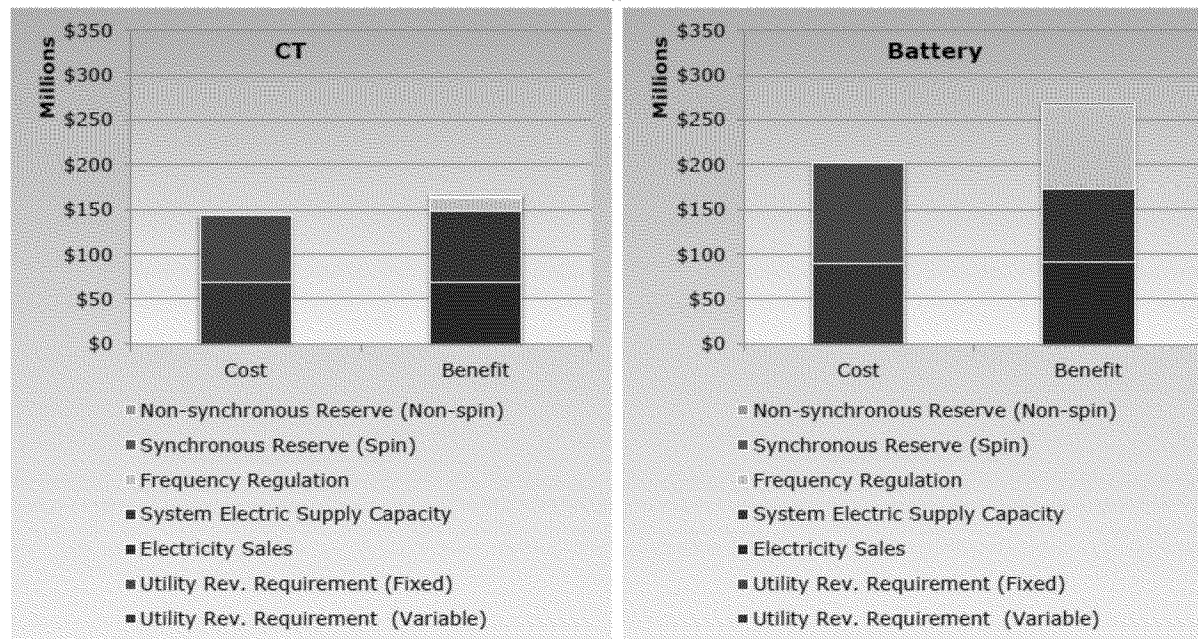 CT
Millions
$350
$300
$250
$200
$150
$100
$50
$0
Cost
Benefit
Non-synchronous Reserve (Non-spin)
Synchronous Reserve (Spin)
Frequency Regulation
System Electric Supply Capacity
Electricity Sales
Utility Rev. Requirement (Fixed)
Utility Rev. Requirement (Variable)
Battery
Millions
$350
$300
$250
$200
$150
$100
$50
$0
Cost
Benefit
Non-synchronous Reserve (Non-spin)
Synchronous Reserve (Spin)
Frequency Regulation
System Electric Supply Capacity
Electricity Sales
Utility Rev. Requirement (Fixed)
Utility Rev. Requirement (Variable)